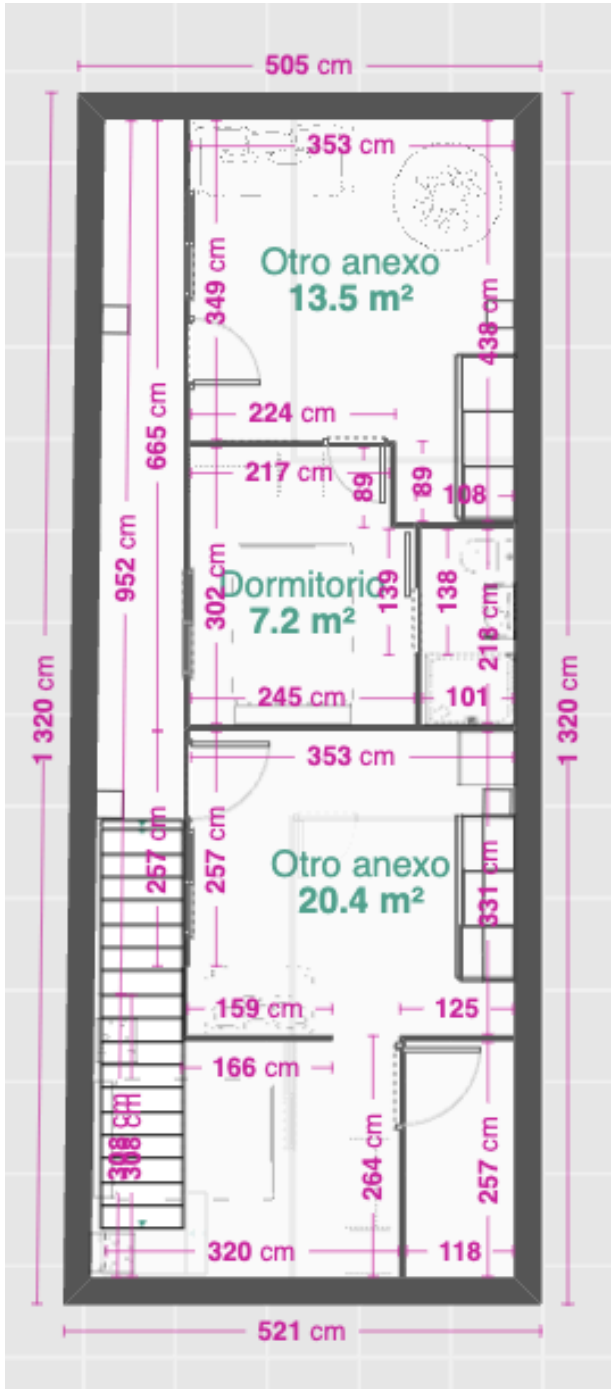 505 cm
353 cm
Otro anexo
13.5 m²
349 cm
438 cm
224 cm
665 cm
217 cm
89
89
108
952 cm
302 cm
Dormitorio
7.2 m²
139
138
218 cm
245 cm
101
1 320 cm
1 320 cm
353 cm
257 cm
257 cm
Otro anexo
20.4 m²
331 cm
159 cm
125
166 cm
308 cm
308 cm
264 cm
257 cm
320 cm
118
521 cm